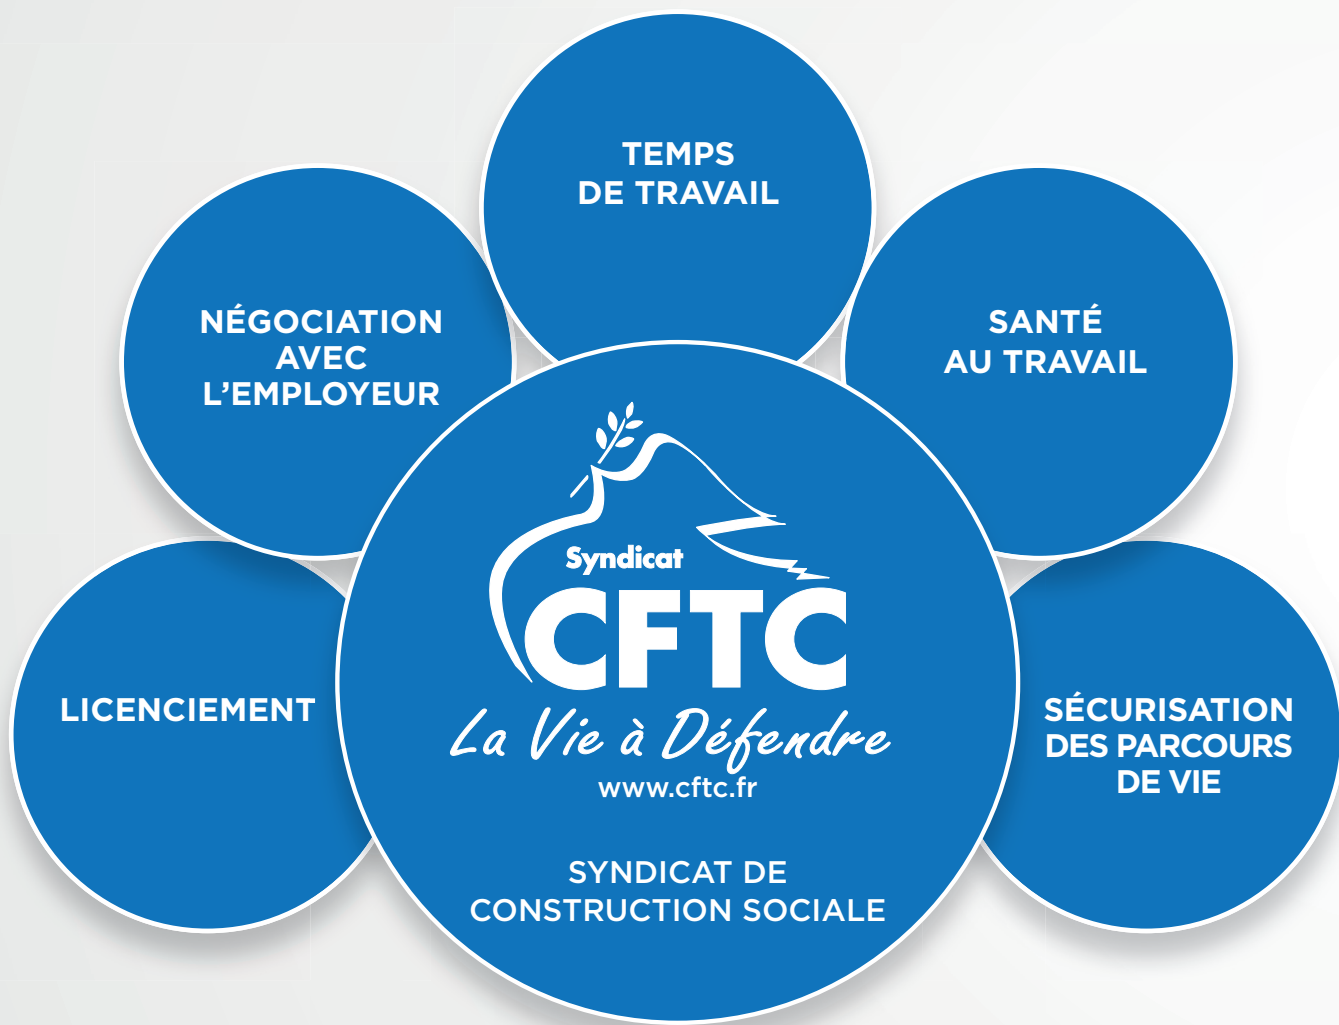 TEMPS
DE TRAVAIL
NÉGOCIATION
AVEC
L’EMPLOYEUR
SANTÉ
AU TRAVAIL
LICENCIEMENT
Syndicat
CFTC
La Vie à Défendre
www.cftc.fr
SYNDICAT DE
CONSTRUCTION SOCIALE
SÉCURISATION
DES PARCOURS
DE VIE